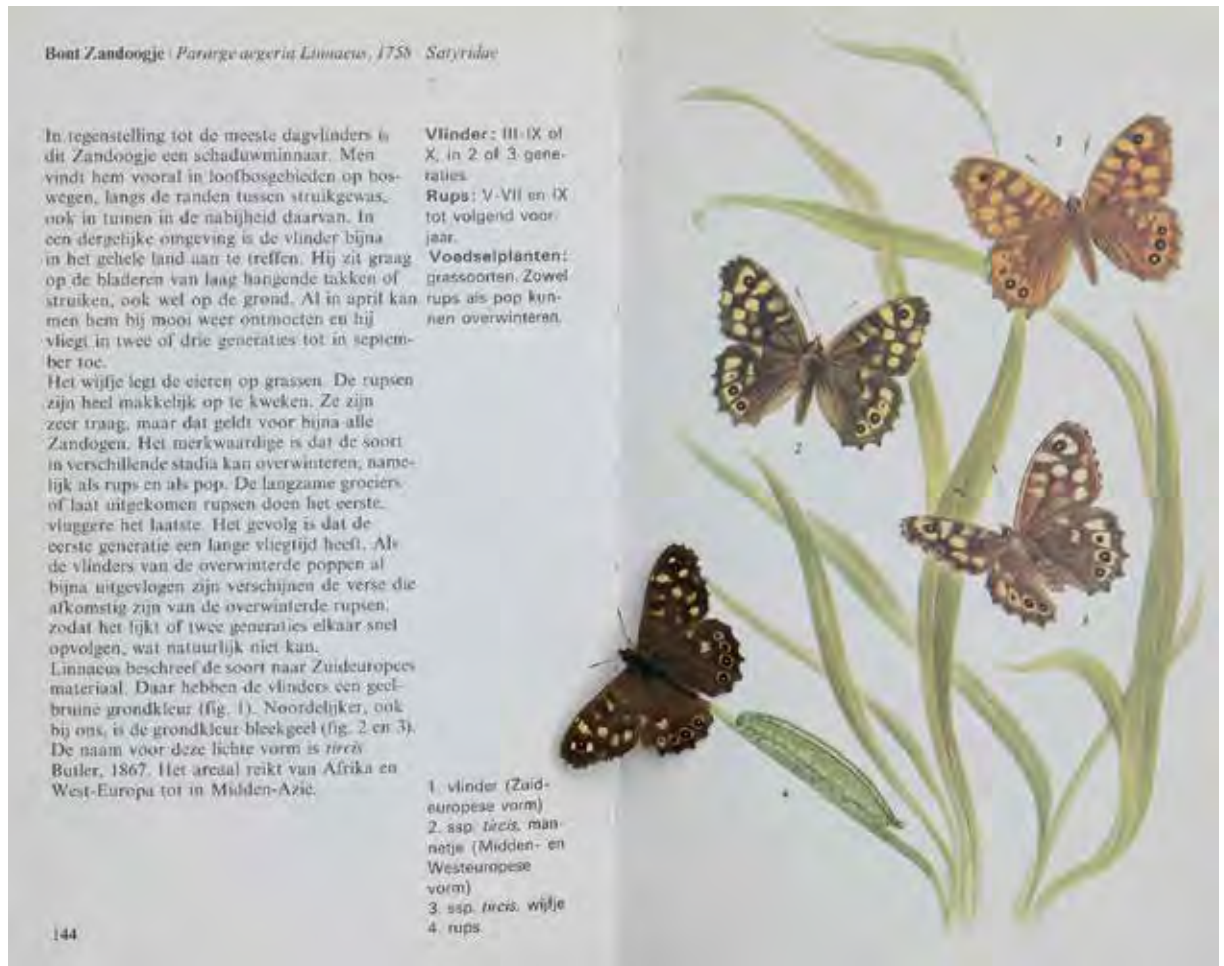 Bont Zandoogje | Pararge aegeria Linnaeus, 1758 Satyridae
In tegenstelling tot de meeste dagvlinders is
dit Zandoogje een schaduwminnaar. Men
vindt hem vooral in loofbosgebieden op bos-
wegen, langs de randen tussen struikgewas,
ook in tuinen in de nabijheid daarvan. In
een dergelijke omgeving is de vlinder bijna
in het gehele land aan te treffen. Hij zit graag
op de bladeren van laag hangende takken of
struiken, ook wel op de grond. Al in april kan
men hem bij mooi weer ontmoeten en hij
vliegt in twee of drie generaties tot in septem-
ber toe.
Het wijfje legt de eieren op grassen. De rupsen
zijn heel makkelijk op te kweken. Ze zijn
zeer traag, maar dat geldt voor bijna alle
Zandogen. Het merkwaardige is dat de soort
in verschillende stadia kan overwinteren, name-
lijk als rups en als pop. De langzame groeiers
of laat uitgekomen rupsen doen het eerste,
vluggere het laatste. Het gevolg is dat de
eerste generatie een lange vliegtijd heeft. Als
de vlinders van de overwinterde poppen al
bijna uitgevlogen zijn verschijnen de verse die
afkomstig zijn van de overwinterde rupsen,
zodat het lijkt of twee generaties elkaar snel
opvolgen, wat natuurlijk niet kan.
Linnaeus beschreef de soort naar Zuideuropees
materiaal. Daar hebben de vlinders een geel-
bruine grondkleur (fig. 1). Noordelijker, ook
bij ons, is de grondkleur bleekgeel (fig. 2 en 3).
De naam voor deze lichte vorm is tircis
Butler, 1867. Het areaal reikt van Afrika en
West-Europa tot in Midden-Azië.
144
Vlinder: III-IX of
X, in 2 of 3 gene-
raties.
Rups: V-VII en IX
tot volgend voor-
jaar.
Voedselplanten:
grassoorten. Zowel
rups als pop kun-
nen overwinteren.
1. vlinder (Zuid-
europese vorm)
2. ssp. tircis, man-
netje (Midden- en
Westeuropese
vorm)
3. ssp. tircis, wijfje
4. rups
1
2
3
4